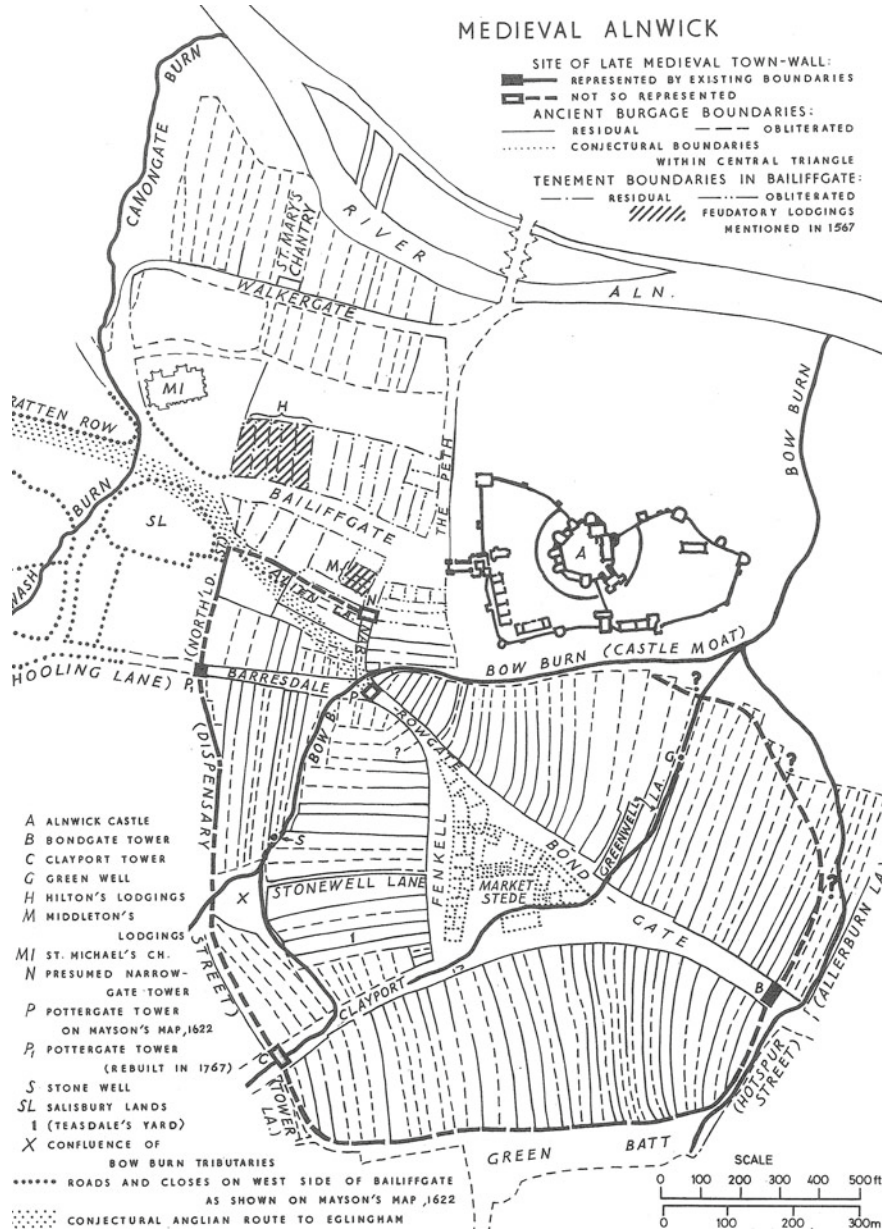 MEDIEVAL ALNWICK
SITE OF LATE MEDIEVAL TOWN-WALL:
REPRESENTED BY EXISTING BOUNDARIES
NOT SO REPRESENTED
ANCIENT BURGAGE BOUNDARIES:
RESIDUAL OBLITERATED
CONJECTURAL BOUNDARIES
WITHIN CENTRAL TRIANGLE
TENEMENT BOUNDARIES IN BAILIFFGATE:
RESIDUAL OBLITERATED
FEUDATORY LODGINGS
MENTIONED IN 1567
CANONGATE BURN
ST. MARY'S
CHANTRY
RIVER ALN.
WALKERGATE
MI
H
RATTEN ROW
BAILIFFGATE
THE PETH
BOW BURN
SL
BURN
A
M
N
(NORTH'LD.
HOOLING LANE)
P1
BARRESDALE
BOW BURN (CASTLE MOAT)
P
BOW B.
?
ROWGATE
?
?
C
(DISPENSARY STREET)
FENKELL
GREENWELL LA.
S
BOND GATE
MARKET
STEDE
STONEWELL LANE
X
1
?
CLAYPORT
?
B
(ALLERBURN LA.)
(HOTSPUR
STREET)
(TOWER
LA.)
GREEN BATT
A ALNWICK CASTLE
B BONDGATE TOWER
C CLAYPORT TOWER
G GREEN WELL
H HILTON'S LODGINGS
M MIDDLETON'S
LODGINGS
MI ST. MICHAEL'S CH.
N PRESUMED NARROW-
GATE TOWER
P POTTERGATE TOWER
ON MAYSON'S MAP, 1622
P1 POTTERGATE TOWER
(REBUILT IN 1767)
S STONE WELL
SL SALISBURY LANDS
1 (TEASDALE'S YARD)
X CONFLUENCE OF
BOW BURN TRIBUTARIES
ROADS AND CLOSES ON WEST SIDE OF BAILIFFGATE
AS SHOWN ON MAYSON'S MAP, 1622
CONJECTURAL ANGLIAN ROUTE TO EGLINGHAM
SCALE
0 100 200 300 400 500 ft
0 100 200 300m